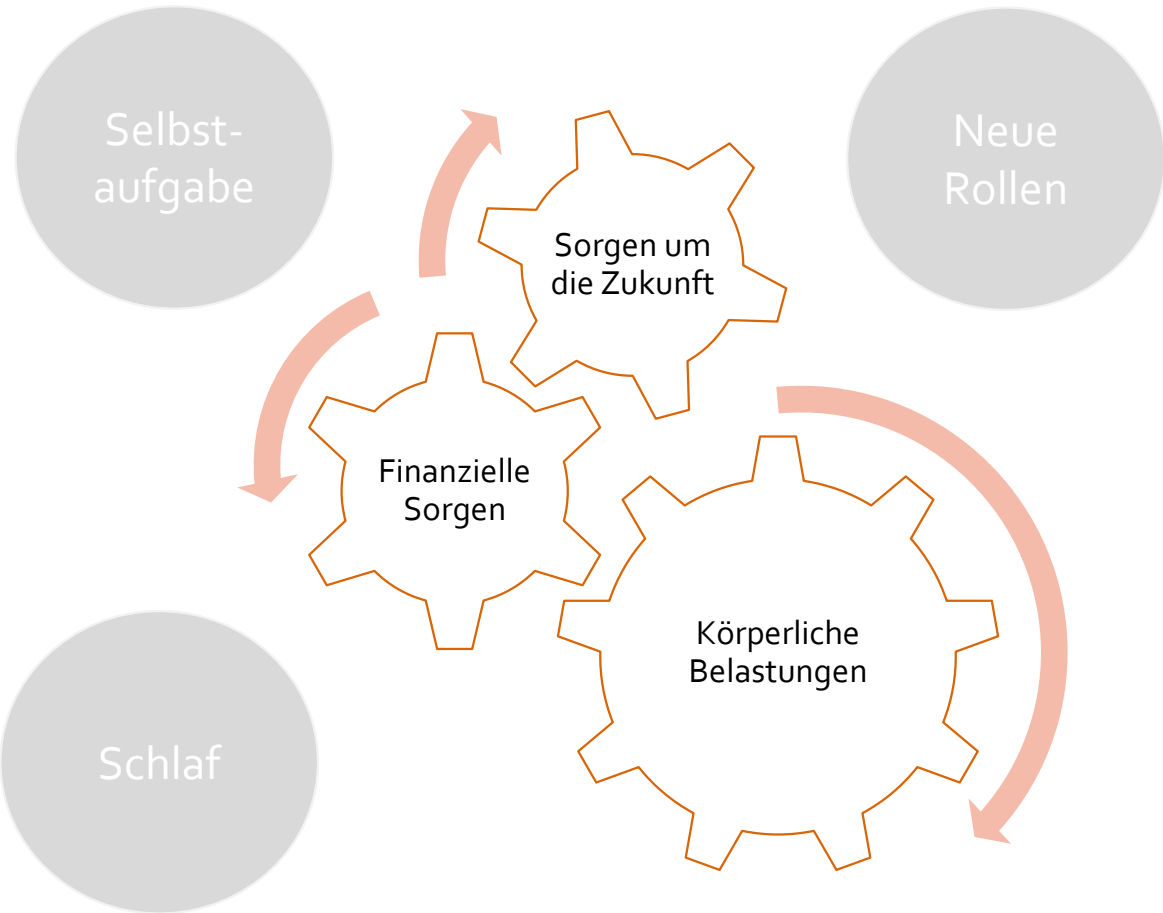 Selbst-
aufgabe
Neue
Rollen
Sorgen um
die Zukunft
Finanzielle
Sorgen
Körperliche
Belastungen
Schlaf